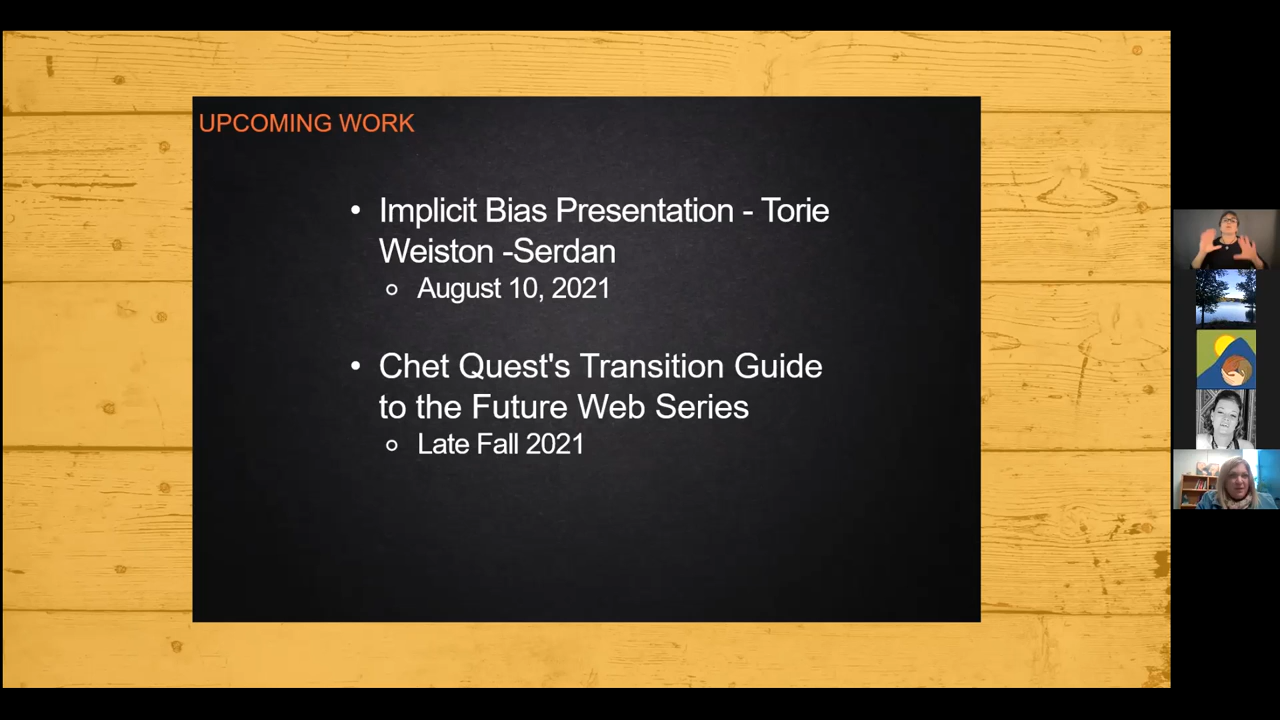 UPCOMING WORK
• Implicit Bias Presentation - Torie
Weiston -Serdan
○ August 10, 2021
• Chet Quest's Transition Guide
to the Future Web Series
○ Late Fall 2021